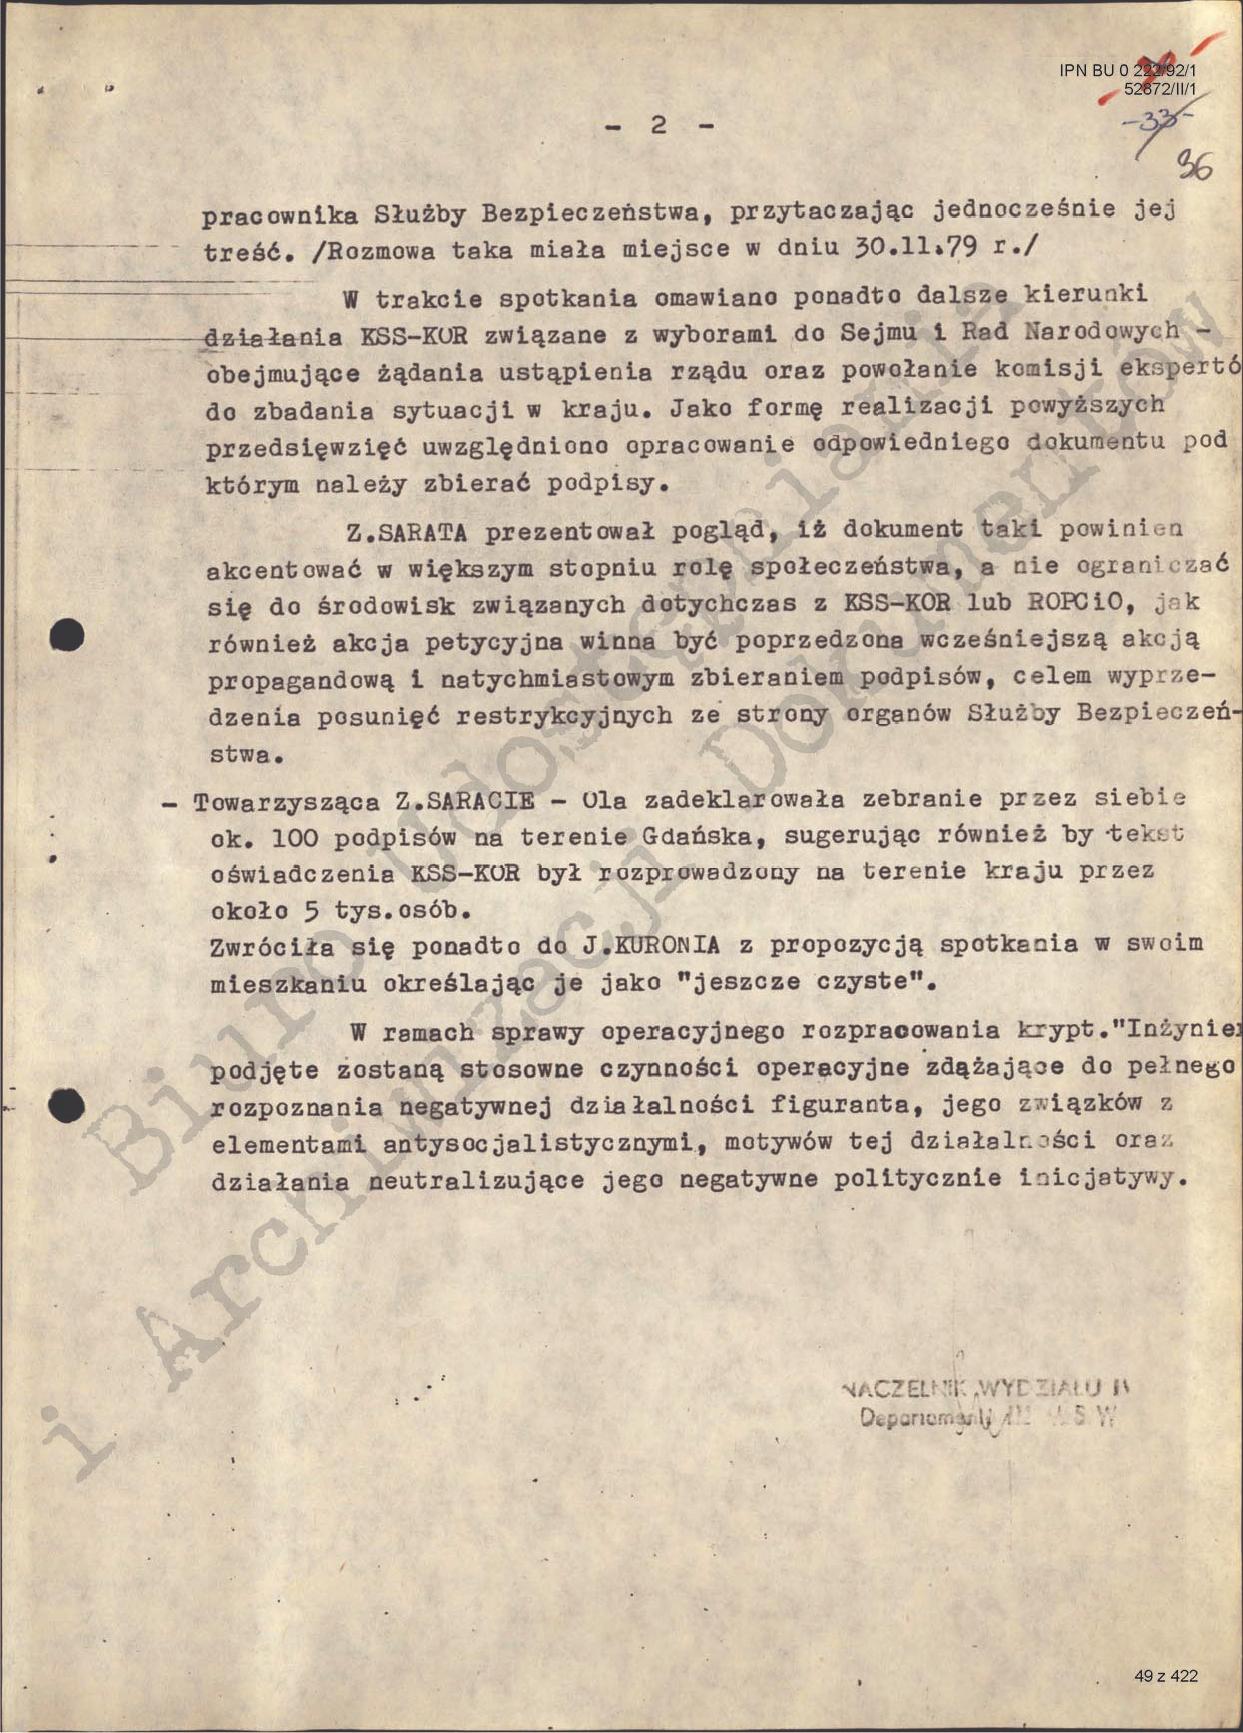 IPN BU 0 222/92/1
52872/II/1
- 2 -
-33-
36
pracownika Służby Bezpieczeństwa, przytaczając jednocześnie jej
treść. /Rozmowa taka miała miejsce w dniu 30.11.79 r./
W trakcie spotkania omawiano ponadto dalsze kierunki
działania KSS-KOR związane z wyborami do Sejmu i Rad Narodowych -
obejmujące żądania ustąpienia rządu oraz powołanie komisji ekspertó
do zbadania sytuacji w kraju. Jako formę realizacji powyższych
przedsięwzięć uwzględniono opracowanie odpowiedniego dokumentu pod
którym należy zbierać podpisy.
Z.SARATA prezentował pogląd, iż dokument taki powinien
akcentować w większym stopniu rolę społeczeństwa, a nie ograniczać
się do środowisk związanych dotychczas z KSS-KOR lub ROPCiO, jak
również akcja petycyjna winna być poprzedzona wcześniejszą akcją
propagandową i natychmiastowym zbieraniem podpisów, celem wyprze-
dzenia posunięć restrykcyjnych ze strony organów Służby Bezpieczeń-
stwa.
- Towarzysząca Z.SARACIE - Ola zadeklarowała zebranie przez siebie
ok. 100 podpisów na terenie Gdańska, sugerując również by tekst
oświadczenia KSS-KOR był rozprowadzony na terenie kraju przez
około 5 tys.osób.
Zwróciła się ponadto do J.KURONIA z propozycją spotkania w swoim
mieszkaniu określając je jako "jeszcze czyste".
W ramach sprawy operacyjnego rozpracowania krypt."Inżynier
podjęte zostaną stosowne czynności operacyjne zdążające do pełnego
rozpoznania negatywnej działalności figuranta, jego związków z
elementami antysocjalistycznymi, motywów tej działalności oraz
działania neutralizujące jego negatywne politycznie inicjatywy.
NACZELNIK WYDZIAŁU
Departamentu III M S W
Biuro Udostępniania
i Archiwizacji Dokumentów
49 z 422